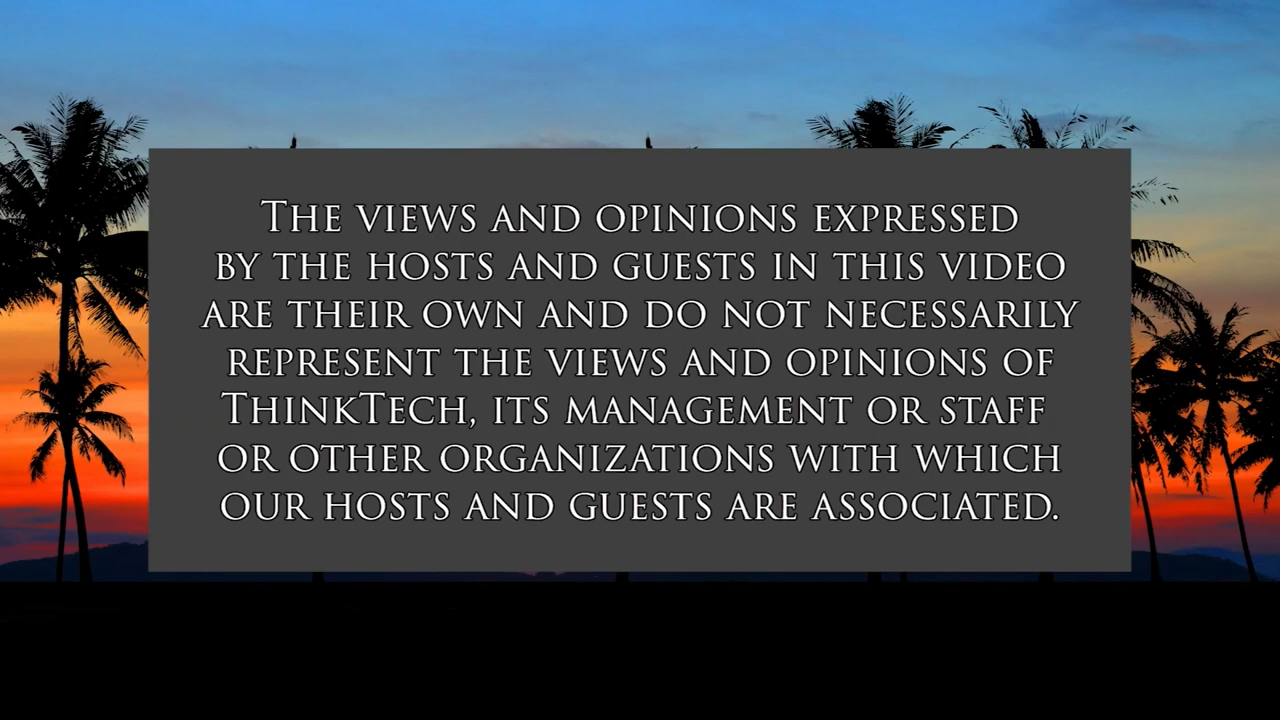 The views and opinions expressed
by the hosts and guests in this video
are their own and do not necessarily
represent the views and opinions of
ThinkTech, its management or staff
or other organizations with which
our hosts and guests are associated.